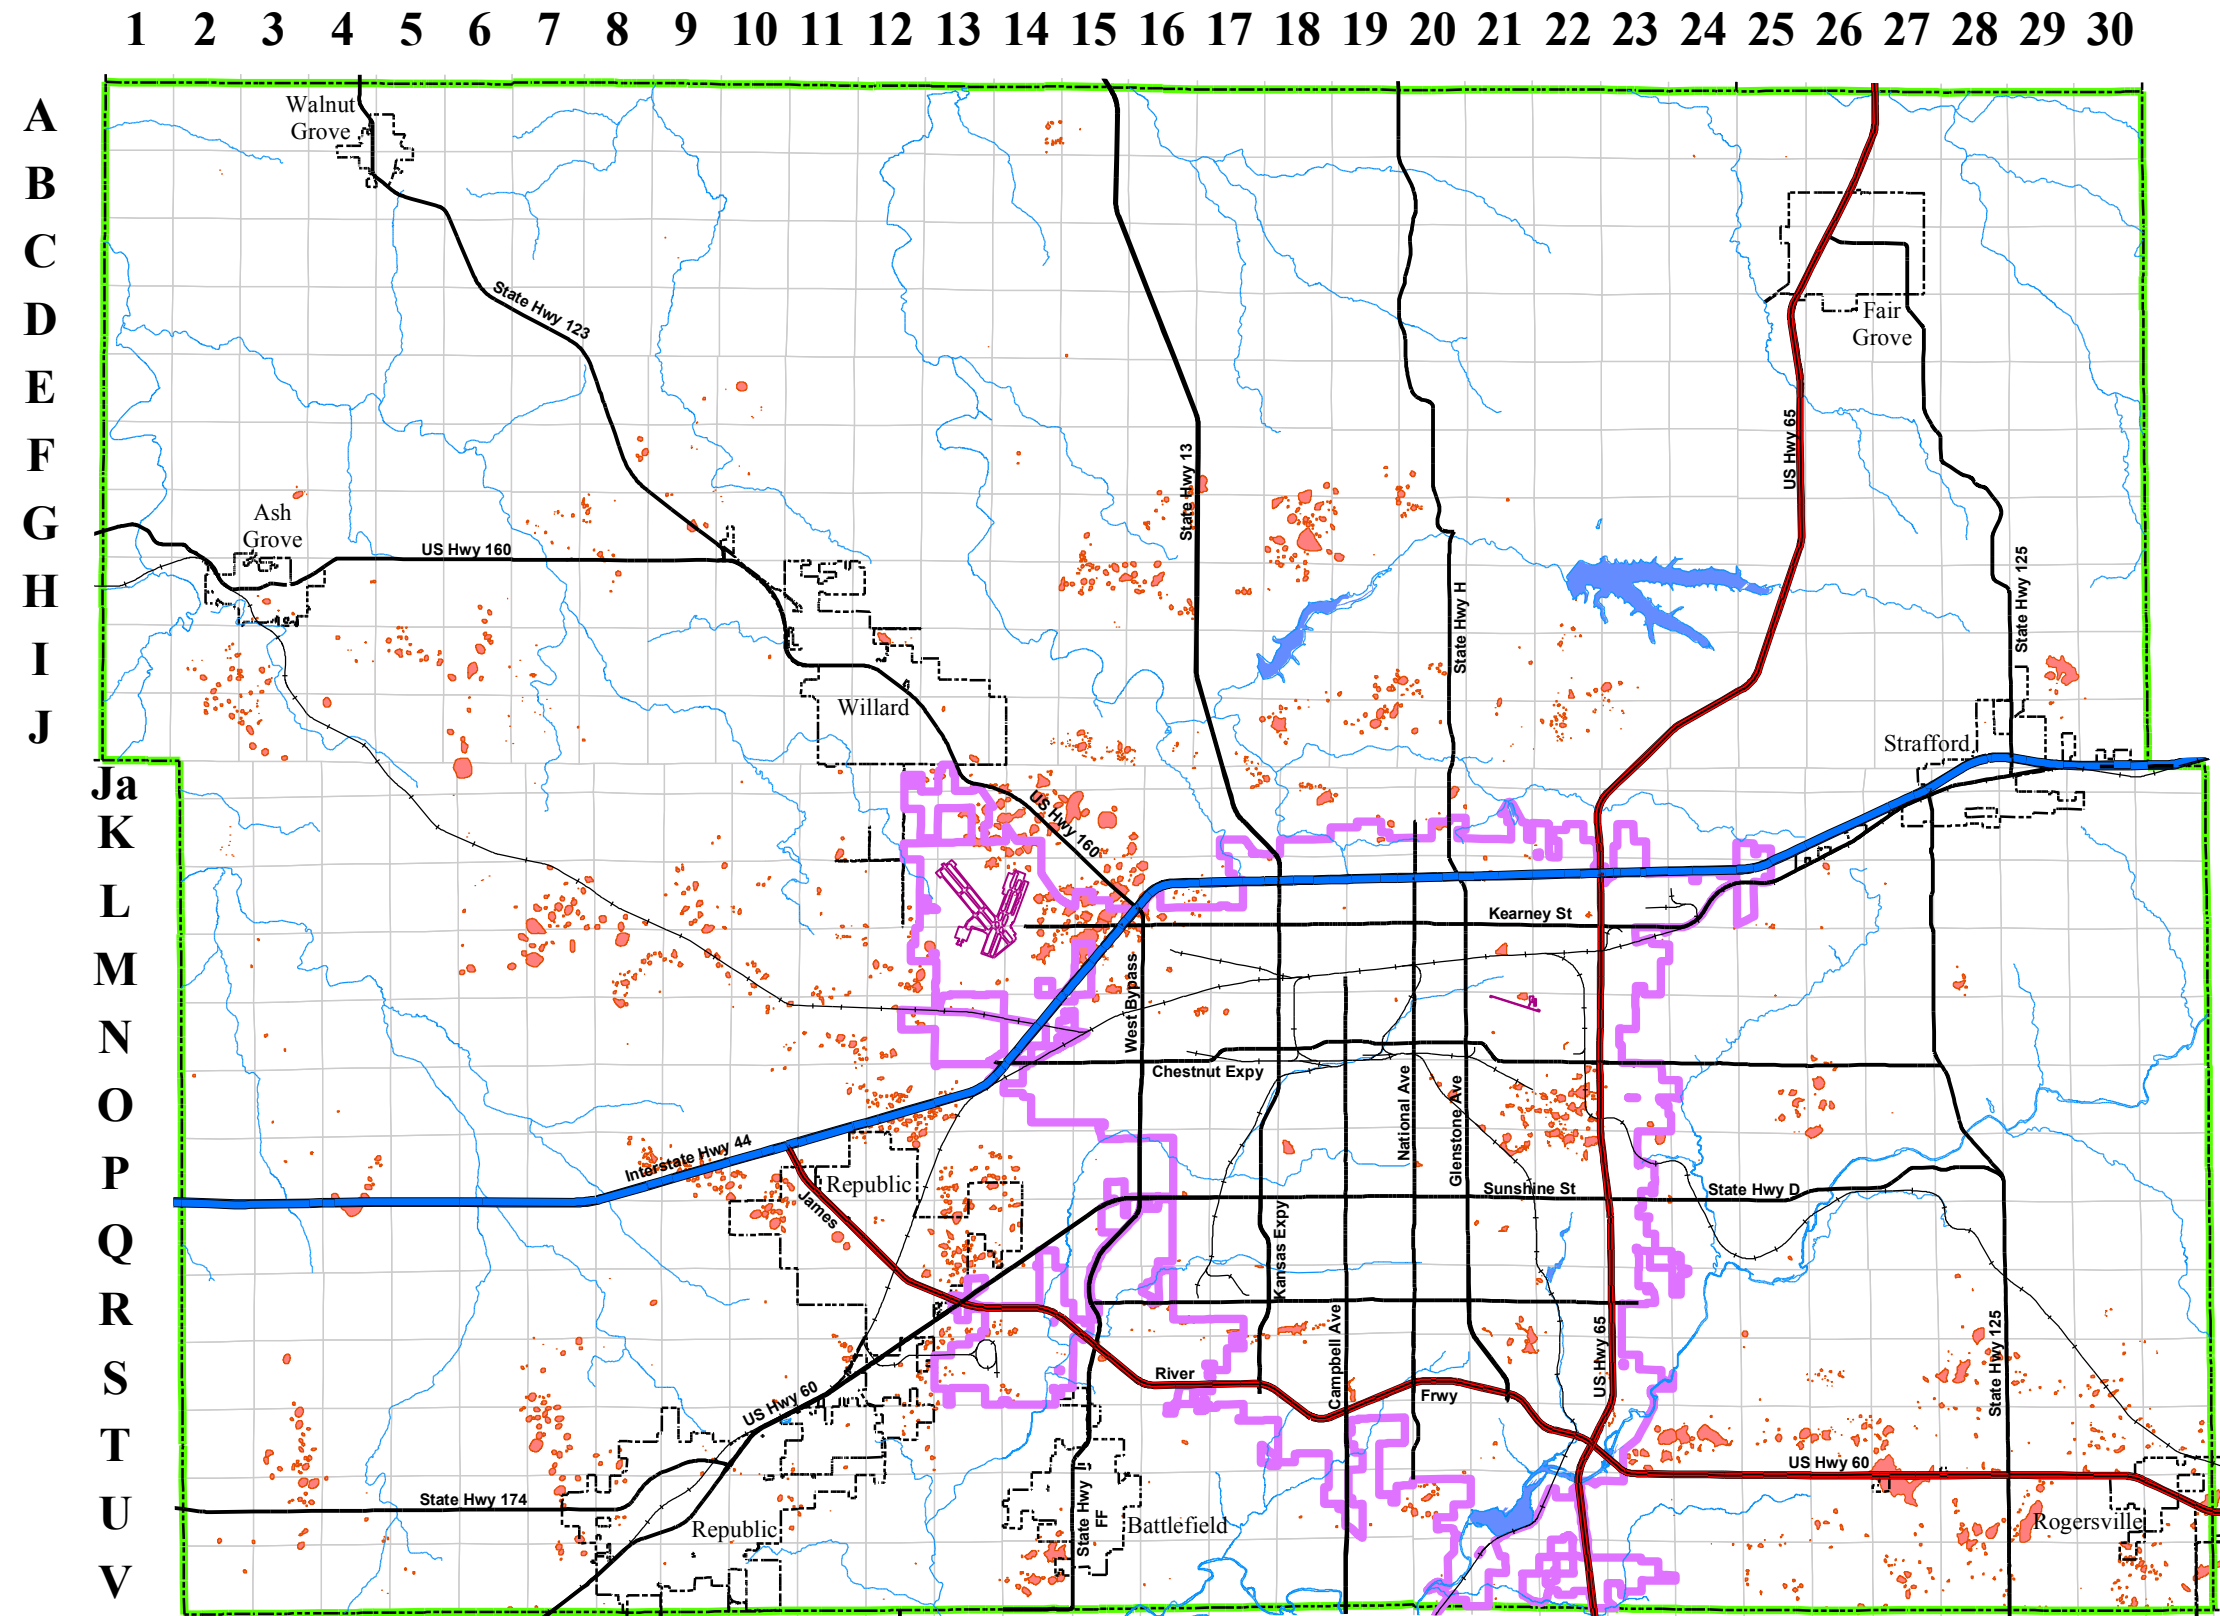 1 2 3 4 5 6 7 8 9 10 11 12 13 14 15 16 17 18 19 20 21 22 23 24 25 26 27 28 29 30
A
Walnut
Grove
B
C
D
State Hwy 123
Fair
Grove
E
F
US Hwy 65
State Hwy 13
G
Ash
Grove
US Hwy 160
H
State Hwy H
State Hwy 125
I
Willard
J
Strafford
Ja
US Hwy 160
K
L
Kearney St
M
West Bypass
N
Chestnut Expy
O
National Ave
Glenstone Ave
Interstate Hwy 44
P
Republic
Sunshine St
State Hwy D
James
Q
Kansas Expy
R
Campbell Ave
US Hwy 65
State Hwy 125
S
River
Frwy
US Hwy 60
T
US Hwy 60
State Hwy 174
U
Republic
State Hwy
FF
Battlefield
Rogersville
V